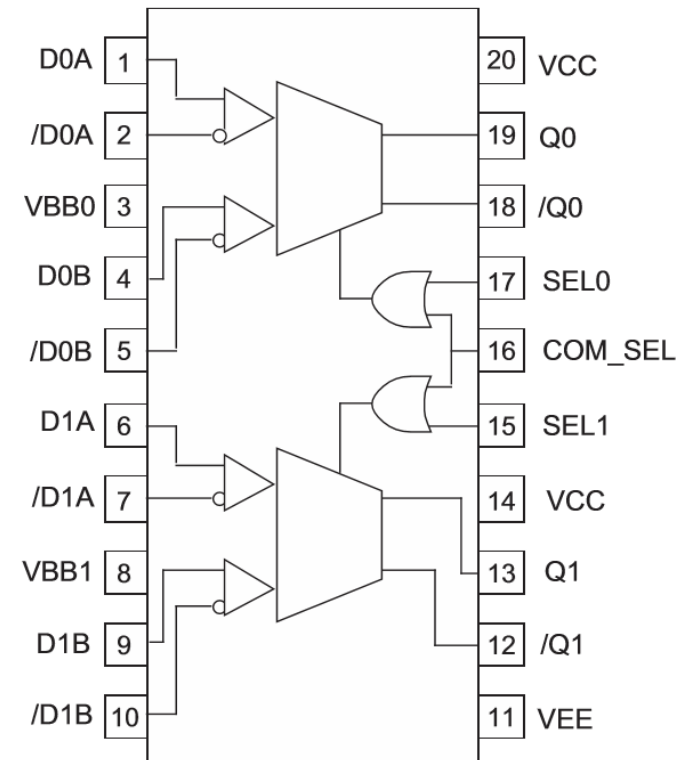 D0A 1
/D0A 2
VBB0 3
D0B 4
/D0B 5
D1A 6
/D1A 7
VBB1 8
D1B 9
/D1B 10
20 VCC
19 Q0
18 /Q0
17 SEL0
16 COM_SEL
15 SEL1
14 VCC
13 Q1
12 /Q1
11 VEE